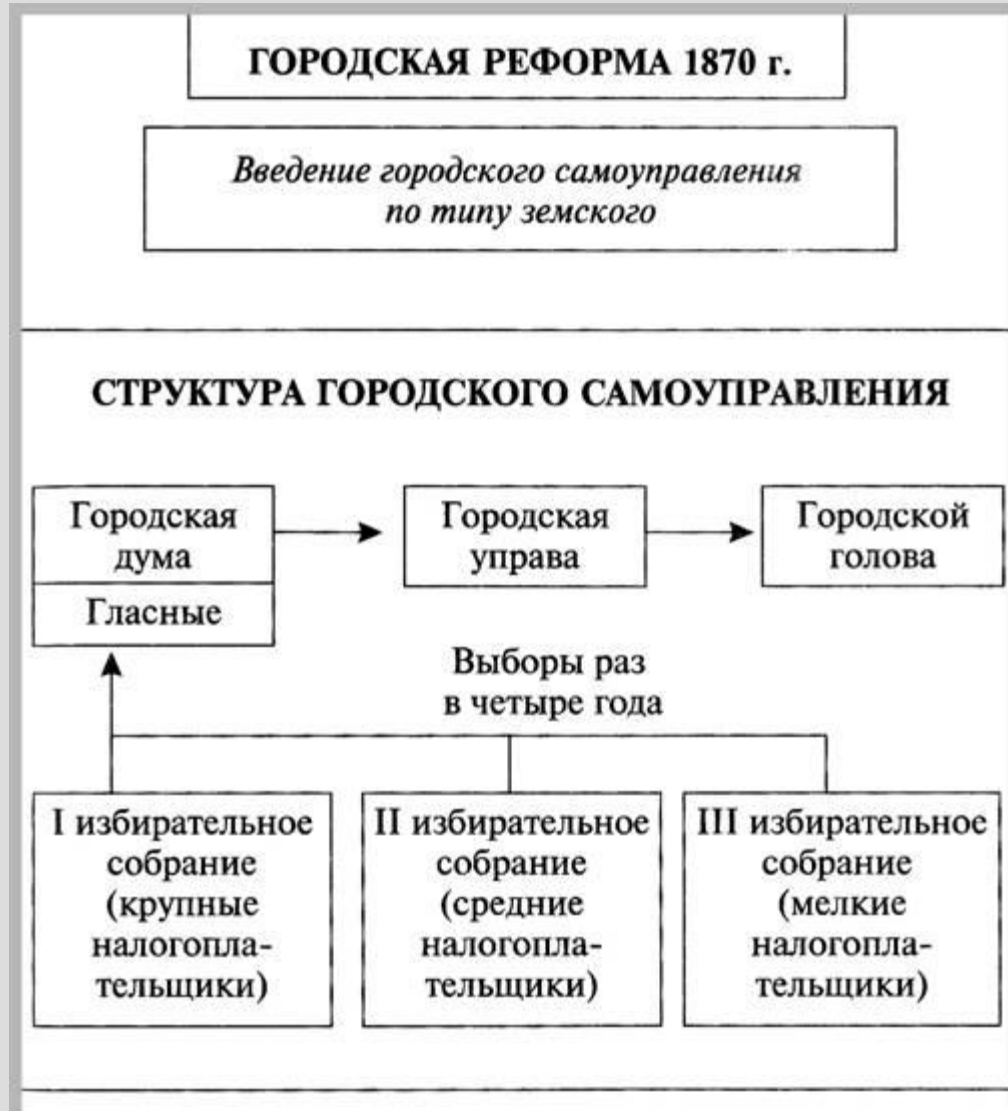 ГОРОДСКАЯ РЕФОРМА 1870 г.
Введение городского самоуправления
по типу земского
СТРУКТУРА ГОРОДСКОГО САМОУПРАВЛЕНИЯ
Городская
дума
Гласные
Городская
управа
Городской
голова
Выборы раз
в четыре года
I избирательное
собрание
(крупные
налогопла-
тельщики)
II избирательное
собрание
(средние
налогопла-
тельщики)
III избирательное
собрание
(мелкие
налогопла-
тельщики)